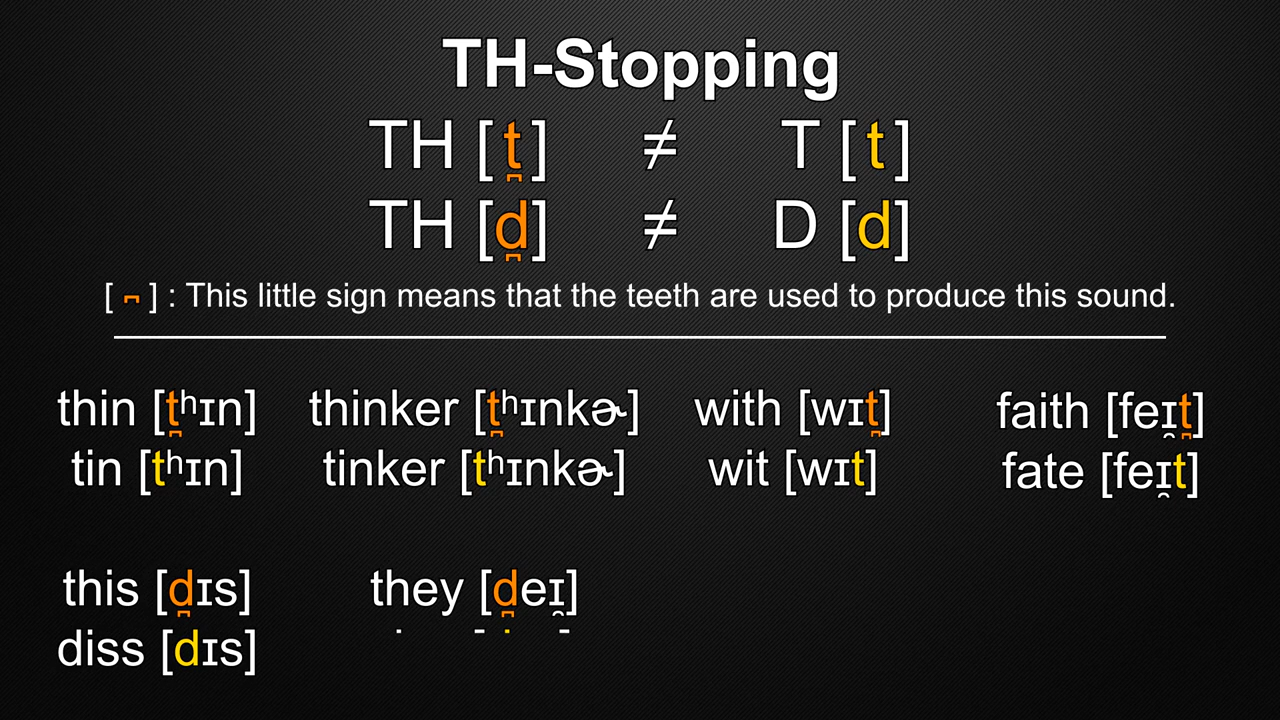 TH-Stopping
TH [t̪] ≠ T [t]
TH [d̪] ≠ D [d]
[ ̪ ] : This little sign means that the teeth are used to produce this sound.
thin [t̪ʰɪn] thinker [t̪ʰɪnkɚ] with [wɪt̪] faith [feɪ̯t̪]
tin [tʰɪn] tinker [tʰɪnkɚ] wit [wɪt] fate [feɪ̯t]
this [d̪ɪs] they [d̪eɪ̯]
diss [dɪs]